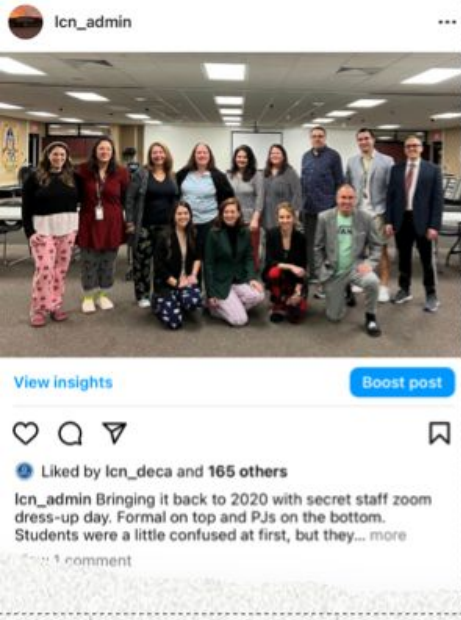 lcn_admin
View insights
Boost post
Liked by lcn_deca and 165 others
lcn_admin Bringing it back to 2020 with secret staff zoom
dress-up day. Formal on top and PJs on the bottom.
Students were a little confused at first, but they... more
1 comment